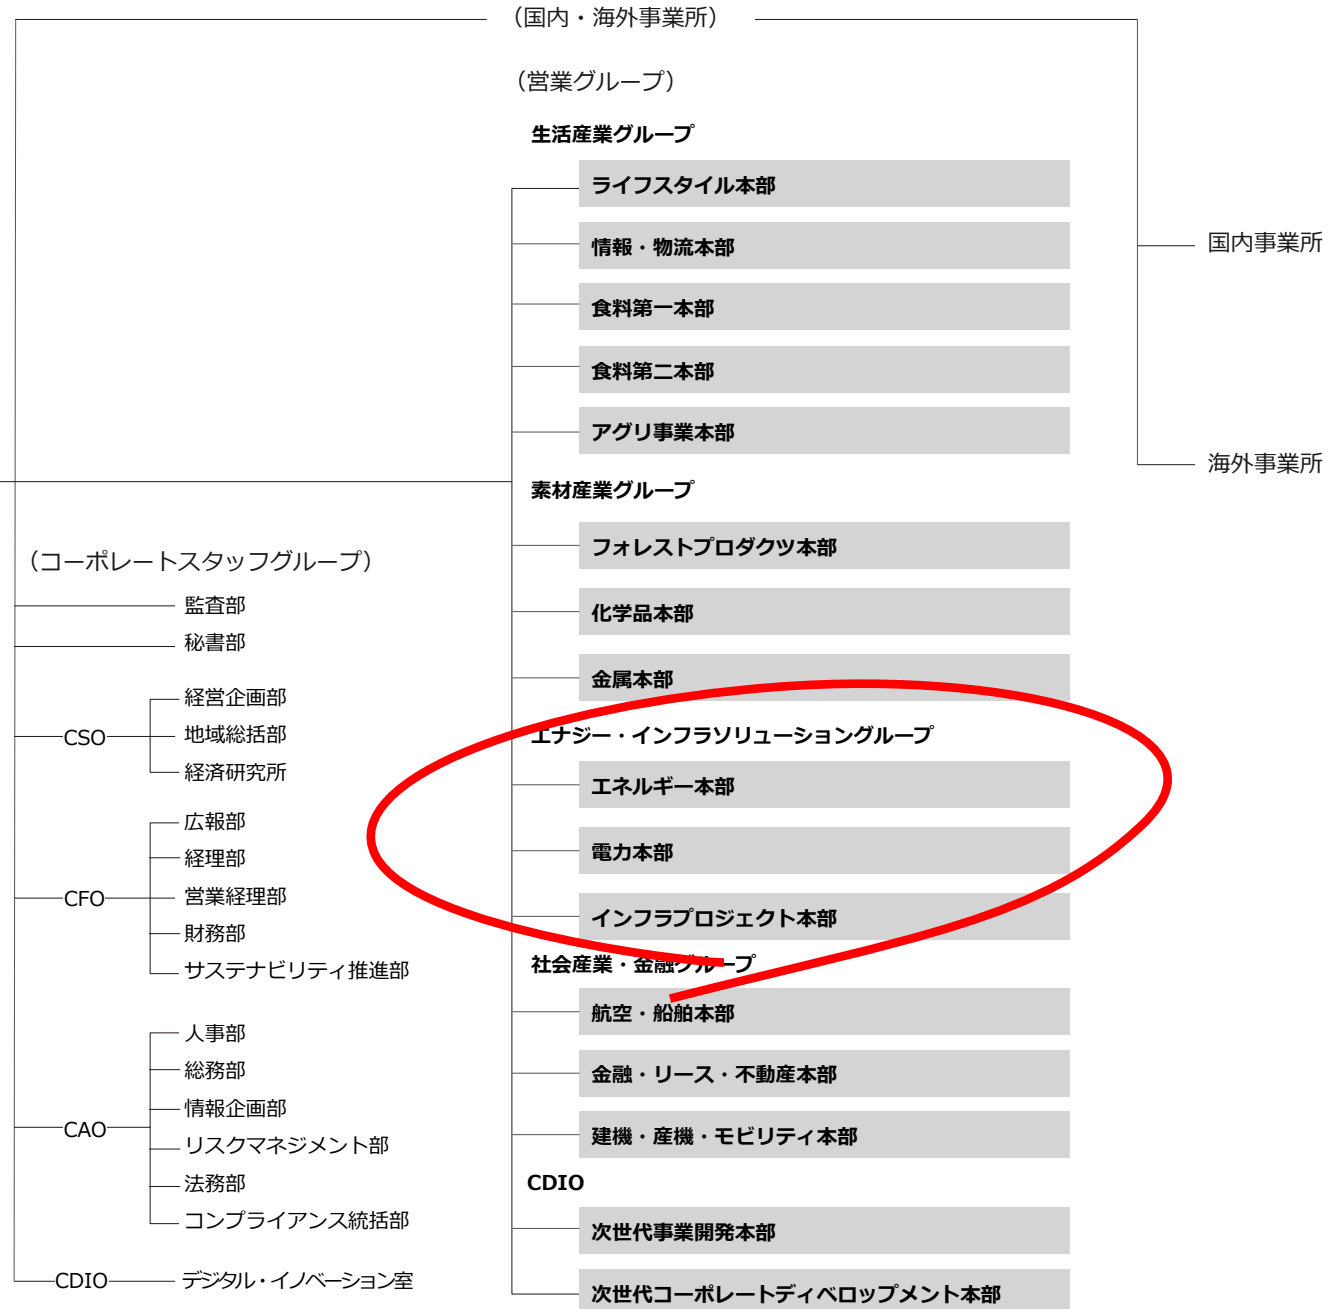 （国内・海外事業所）
（営業グループ）
生活産業グループ
ライフスタイル本部
情報・物流本部
食料第一本部
食料第二本部
アグリ事業本部
素材産業グループ
フォレストプロダクツ本部
化学品本部
金属本部
エナジー・インフラソリューショングループ
エネルギー本部
電力本部
インフラプロジェクト本部
社会産業・金融グループ
航空・船舶本部
金融・リース・不動産本部
建機・産機・モビリティ本部
CDIO
次世代事業開発本部
次世代コーポレートディベロップメント本部
国内事業所
海外事業所
（コーポレートスタッフグループ）
監査部
秘書部
CSO
経営企画部
地域総括部
経済研究所
CFO
広報部
経理部
営業経理部
財務部
サステナビリティ推進部
CAO
人事部
総務部
情報企画部
リスクマネジメント部
法務部
コンプライアンス統括部
CDIO
デジタル・イノベーション室